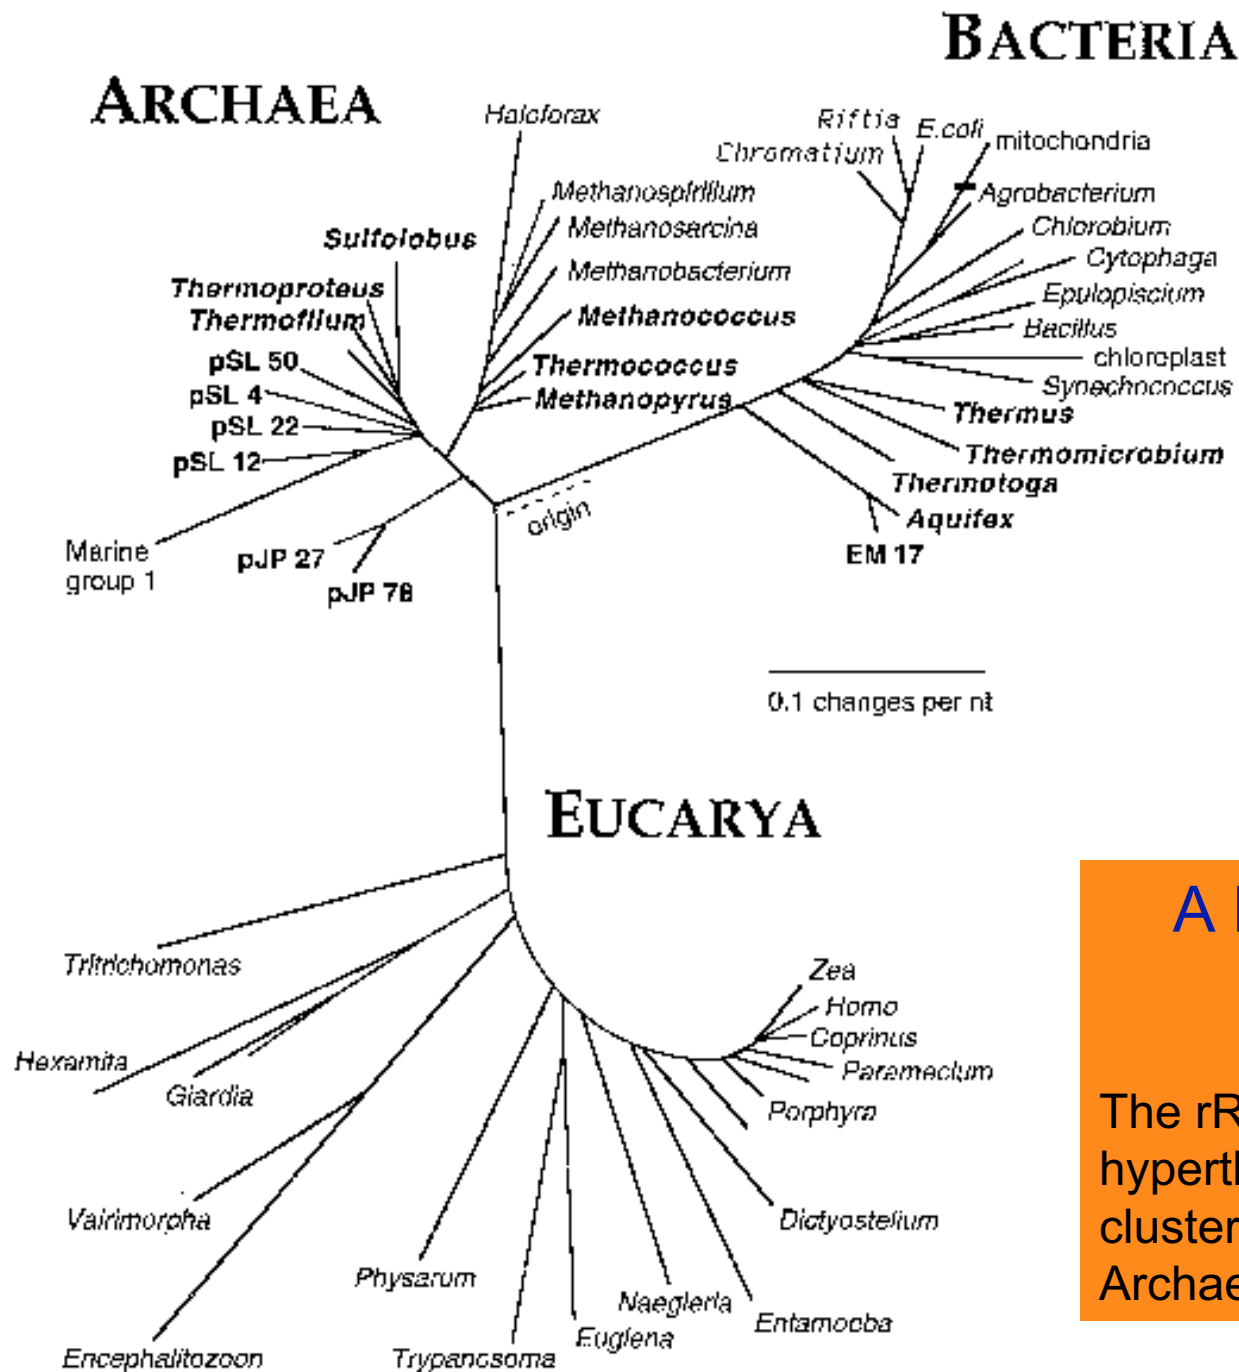 BACTERIA
ARCHAEA
Haloforax
Riftia
E.coli
mitochondria
Chromatium
Methanospirillum
Agrobacterium
Methanosarcina
Chlorobium
Sulfolobus
Cytophaga
Methanobacterium
Thermoproteus
Epulopiscium
Thermofilum
Methanococcus
Bacillus
pSL 50
chloroplast
Thermococcus
pSL 4
Synechococcus
Methanopyrus
Thermus
pSL 22
Thermomicrobium
pSL 12
Thermotoga
origin
Aquifex
Marine
group 1
pJP 27
EM 17
pJP 78
0.1 changes per nt
EUCARYA
A
Tritrichomonas
Zea
Homo
Coprinus
Hexamita
Paramecium
Giardia
Porphyra
The rR
hyperth
cluster
Archae
Vairimorpha
Dictyostelium
Physarum
Naegleria
Entamoeba
Euglena
Encephalitozoon
Trypanosoma